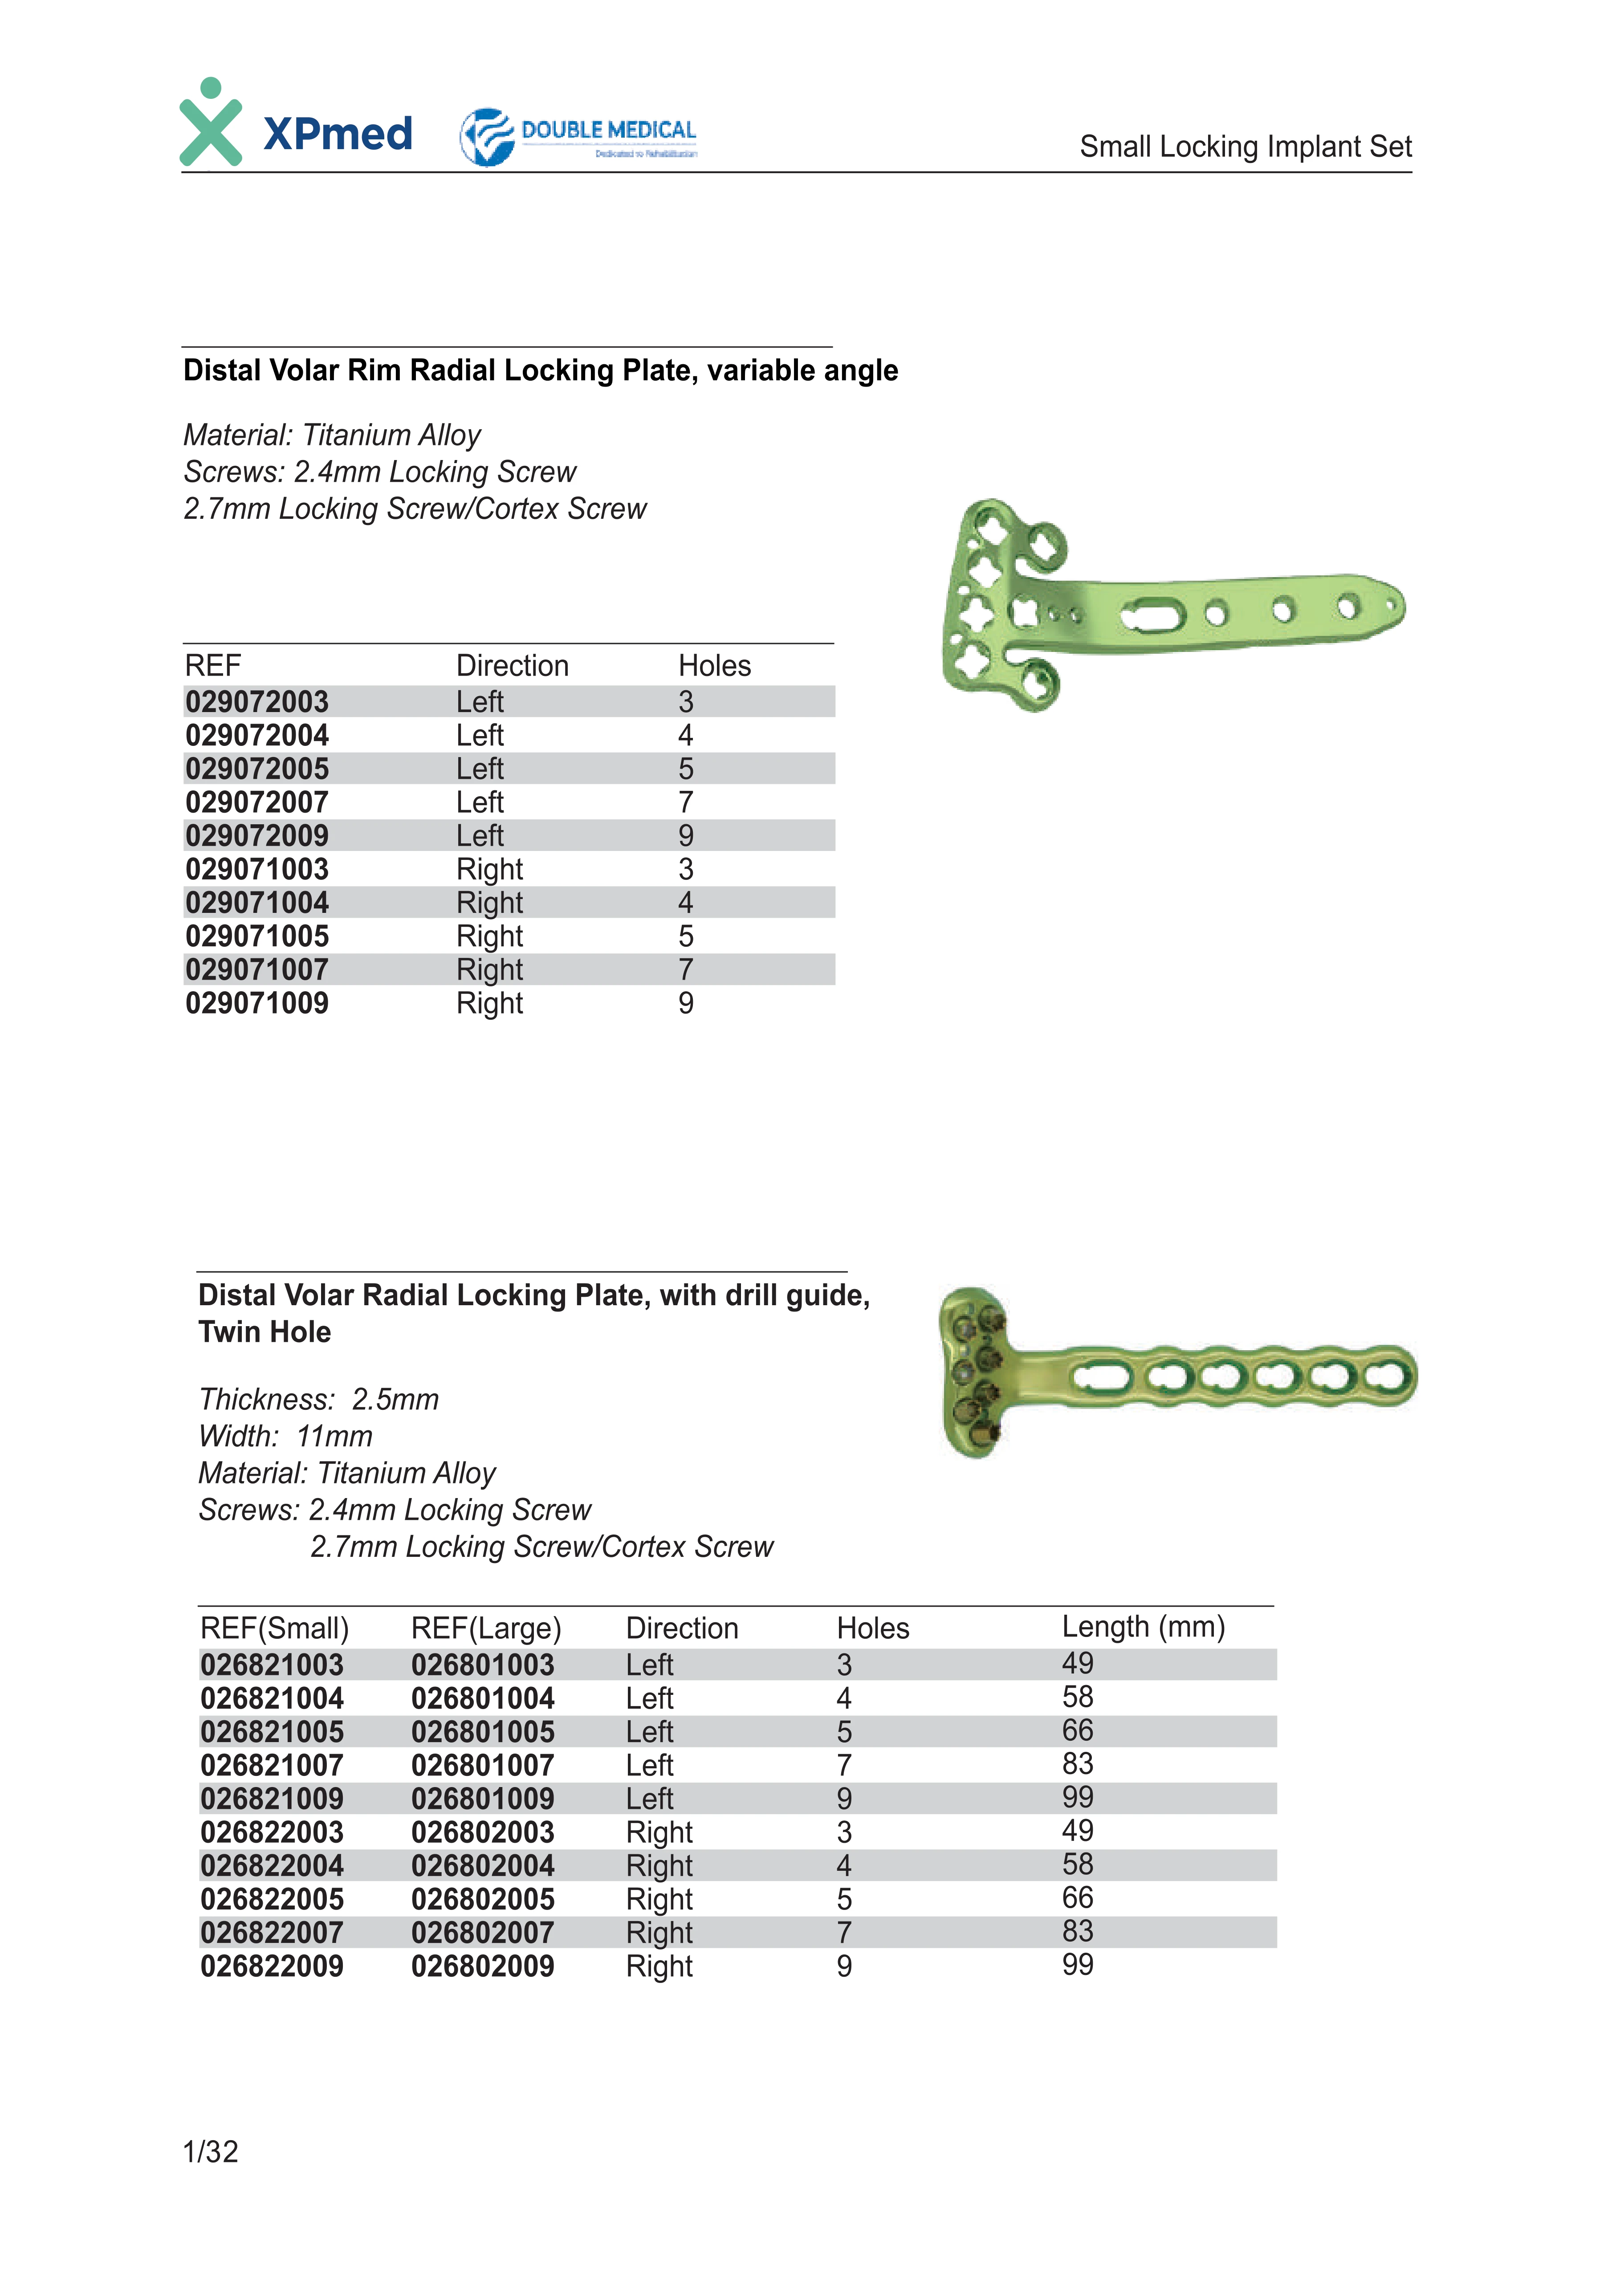 XPmed
DOUBLE MEDICAL
Dedicated to Rehabilitation
Small Locking Implant Set
Distal Volar Rim Radial Locking Plate, variable angle
Material: Titanium Alloy
Screws: 2.4mm Locking Screw
2.7mm Locking Screw/Cortex Screw
REF Direction Holes
029072003 Left 3
029072004 Left 4
029072005 Left 5
029072007 Left 7
029072009 Left 9
029071003 Right 3
029071004 Right 4
029071005 Right 5
029071007 Right 7
029071009 Right 9
Distal Volar Radial Locking Plate, with drill guide,
Twin Hole
Thickness: 2.5mm
Width: 11mm
Material: Titanium Alloy
Screws: 2.4mm Locking Screw
2.7mm Locking Screw/Cortex Screw
REF(Small) REF(Large) Direction Holes Length (mm)
026821003 026801003 Left 3 49
026821004 026801004 Left 4 58
026821005 026801005 Left 5 66
026821007 026801007 Left 7 83
026821009 026801009 Left 9 99
026822003 026802003 Right 3 49
026822004 026802004 Right 4 58
026822005 026802005 Right 5 66
026822007 026802007 Right 7 83
026822009 026802009 Right 9 99
1/32